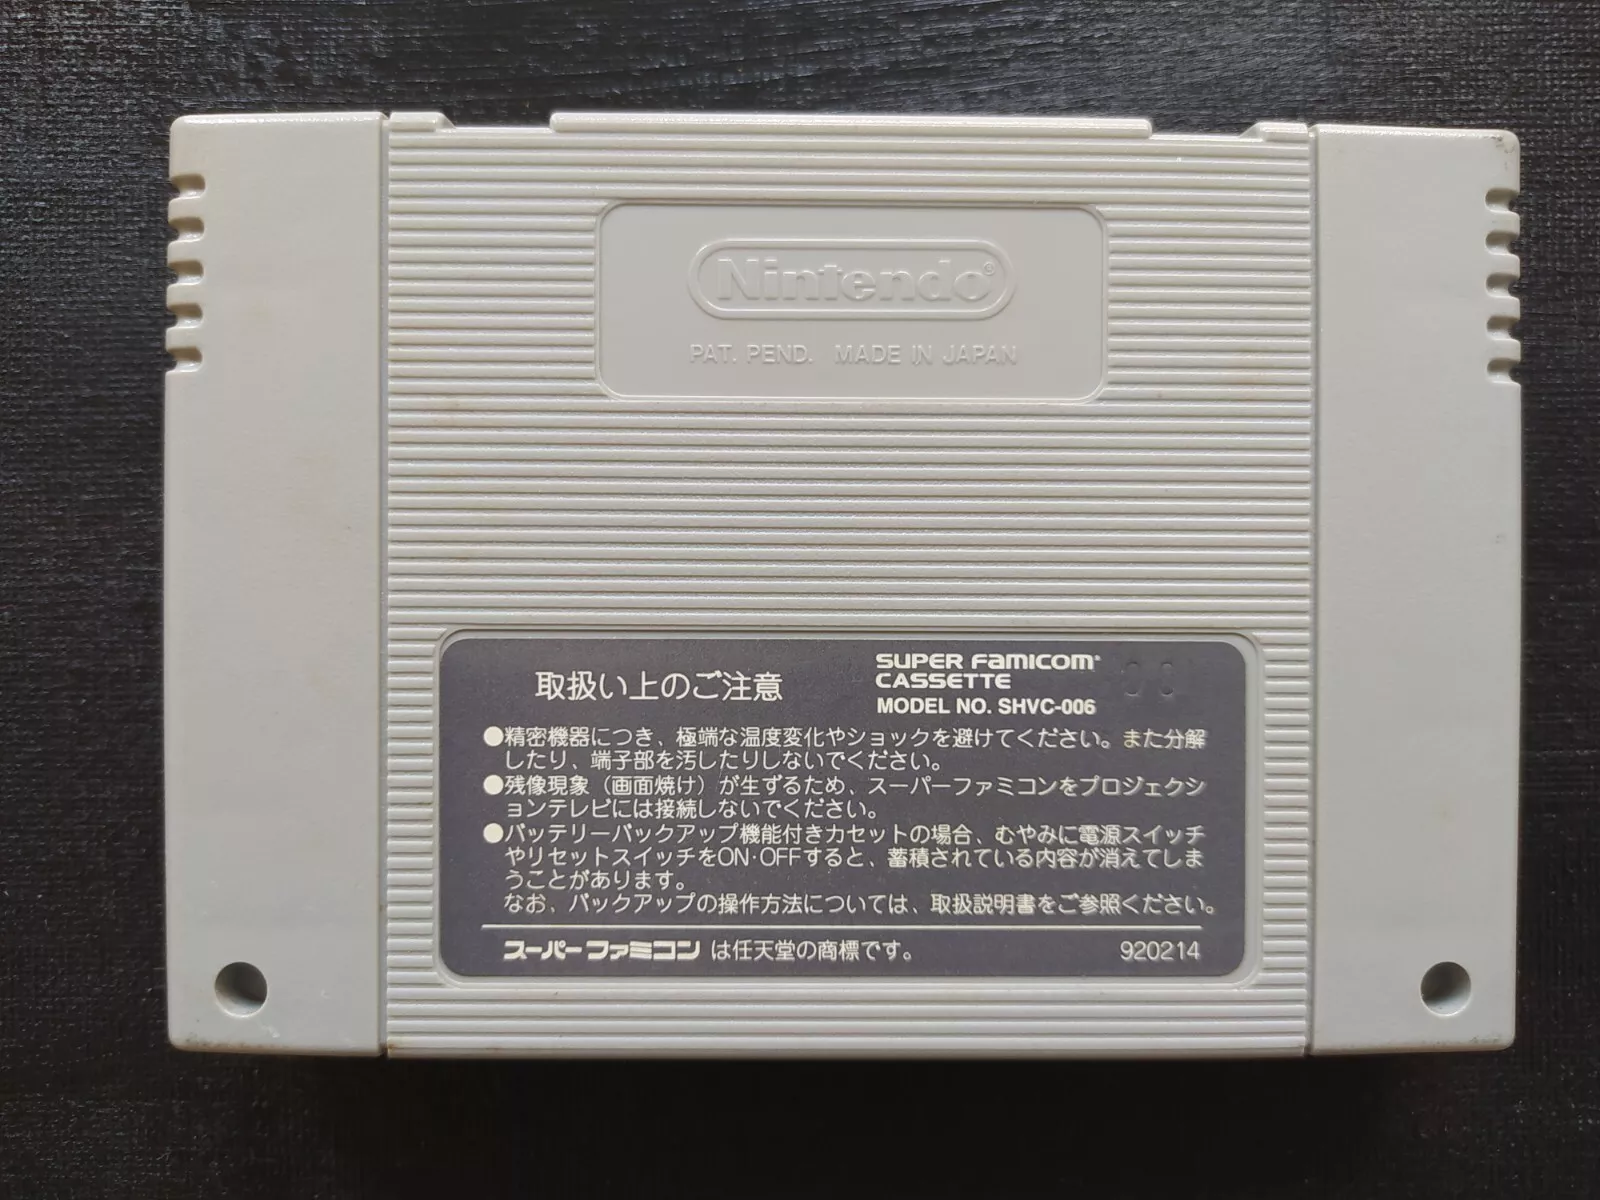 Nintendo®
PAT. PEND. MADE IN JAPAN
取扱い上のご注意
SUPER FAMICOM
CASSETTE
MODEL NO. SHVC-006
●精密機器につき、極端な温度変化やショックを避けてください。また分解
したり、端子部を汚したりしないでください。
●残像現象（画面焼け）が生ずるため、スーパーファミコンをプロジェクシ
ョンテレビには接続しないでください。
●バッテリーバックアップ機能付きカセットの場合、むやみに電源スイッチ
やリセットスイッチをON·OFFすると、蓄積されている内容が消えてしま
うことがあります。
なお、バックアップの操作方法については、取扱説明書をご参照ください。
スーパーファミコン は任天堂の商標です。 920214